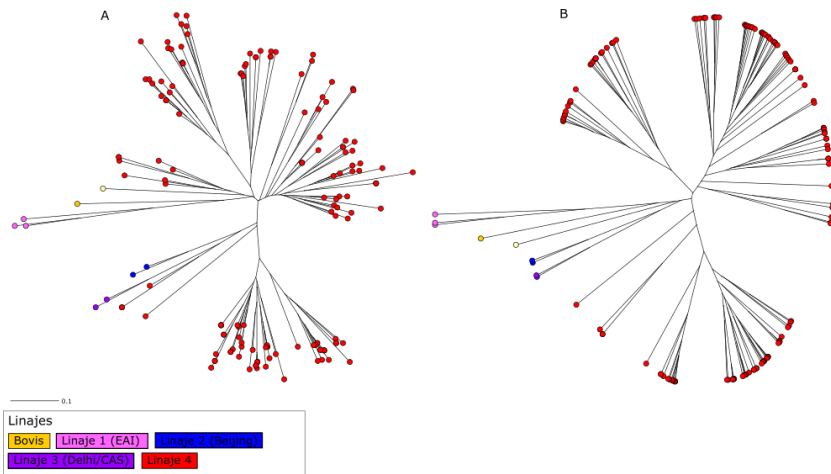 A
B
0.1
Linajes
Bovis Linaje 1 (EAI) Linaje 2 (Beijing)
Linaje 3 (Delhi/CAS) Linaje 4